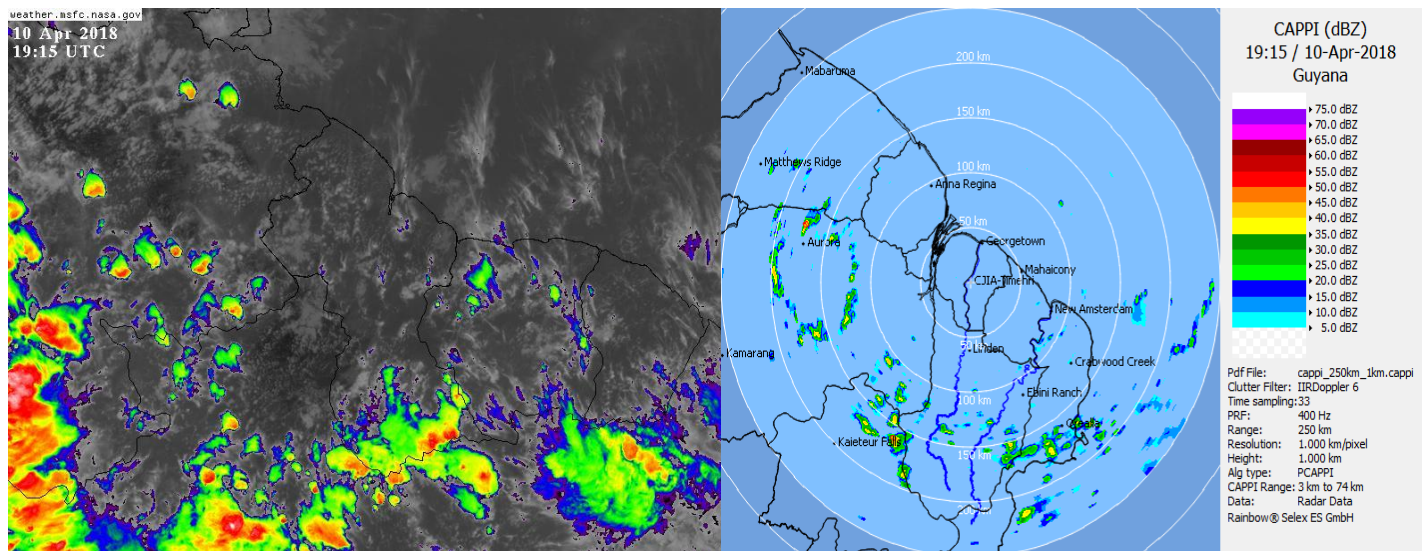 weather.msfc.nasa.gov
10 Apr 2018
19:15 UTC
200 km
Mabaruma
150 km
Matthews Ridge
100 km
Anna Regina
50 km
Aurora
Georgetown
Mahaicony
CJIA-Timehri
New Amsterdam
50 km
Linden
Kamarang
Crabwood Creek
Ebini Ranch
100 km
Orealla
Kaieteur Falls
150 km
200 km
CAPPI (dBZ)
19:15 / 10-Apr-2018
Guyana
75.0 dBZ
70.0 dBZ
65.0 dBZ
60.0 dBZ
55.0 dBZ
50.0 dBZ
45.0 dBZ
40.0 dBZ
35.0 dBZ
30.0 dBZ
25.0 dBZ
20.0 dBZ
15.0 dBZ
10.0 dBZ
5.0 dBZ
Pdf File: cappi_250km_1km.cappi
Clutter Filter: IIRDoppler 6
Time sampling: 33
PRF: 400 Hz
Range: 250 km
Resolution: 1.000 km/pixel
Height: 1.000 km
Alg type: PCAPPI
CAPPI Range: 3 km to 74 km
Data: Radar Data
Rainbow® Selex ES GmbH